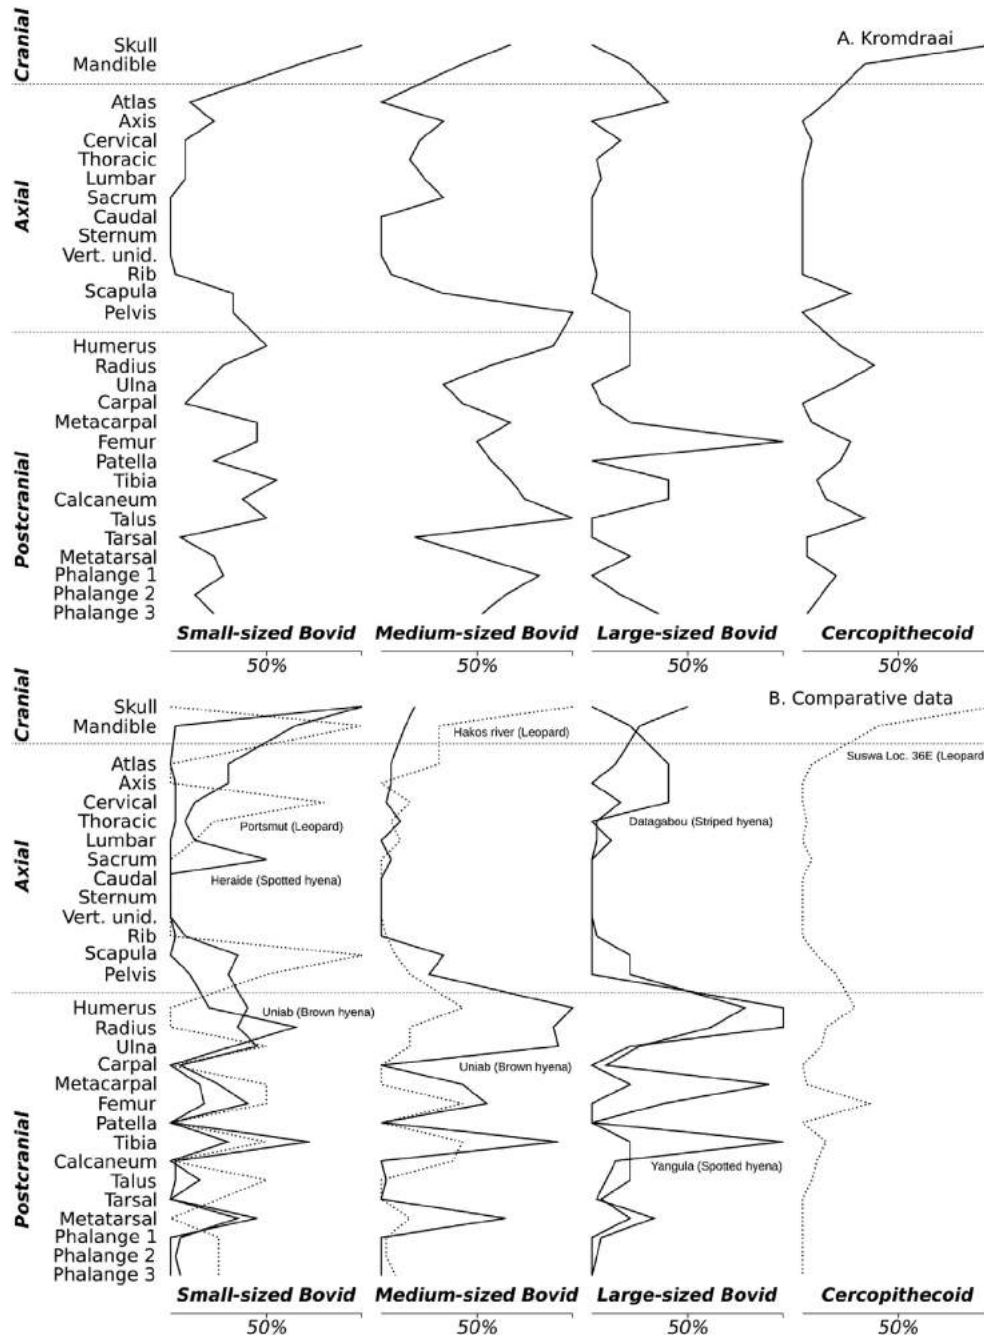 A. Kromdraai
Cranial
Skull
Mandible
Axial
Atlas
Axis
Cervical
Thoracic
Lumbar
Sacrum
Caudal
Sternum
Vert. unid.
Rib
Scapula
Pelvis
Postcranial
Humerus
Radius
Ulna
Carpal
Metacarpal
Femur
Patella
Tibia
Calcaneum
Talus
Tarsal
Metatarsal
Phalange 1
Phalange 2
Phalange 3
Small-sized Bovid Medium-sized Bovid Large-sized Bovid Cercopithecoid
50% 50% 50% 50%
B. Comparative data
Cranial
Skull
Mandible
Hakos river (Leopard)
Suswa Loc. 36E (Leopard
Axial
Atlas
Axis
Cervical
Thoracic
Portsmut (Leopard)
Datagabou (Striped hyena)
Lumbar
Sacrum
Caudal
Heraide (Spotted hyena)
Sternum
Vert. unid.
Rib
Scapula
Pelvis
Postcranial
Humerus
Uniab (Brown hyena)
Radius
Ulna
Carpal
Uniab (Brown hyena)
Metacarpal
Femur
Patella
Tibia
Calcaneum
Yangula (Spotted hyena)
Talus
Tarsal
Metatarsal
Phalange 1
Phalange 2
Phalange 3
Small-sized Bovid Medium-sized Bovid Large-sized Bovid Cercopithecoid
50% 50% 50% 50%